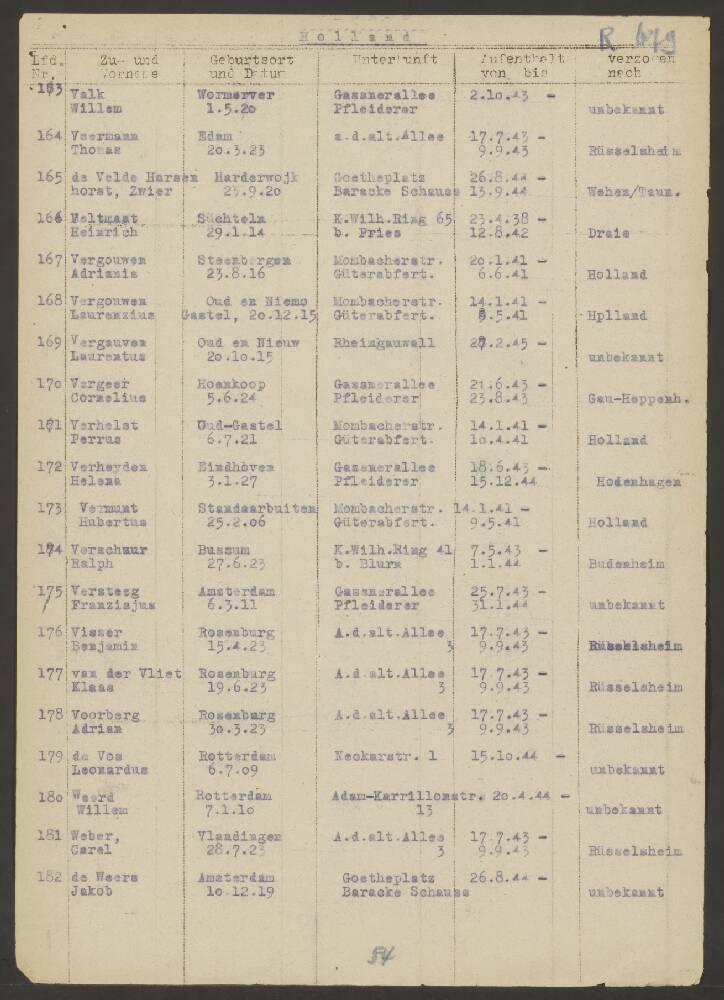 Holland
R 679
Lfd. Zu- und Geburtsort Unterkunft Aufenthalt verzogen
Nr. Vorname und Datum von bis nach
163 Valk Wormerver Gassnerallee 2.10.43 -
Willem 1.5.20 Pfleiderer unbekannt
164 Veermann Edam a.d.alt.Allee 17.7.43 -
Thomas 20.3.23 9.9.43 Rüsselsheim
165 de Velde Harsen Harderwojk Goetheplatz 26.8.44 -
horst, Zwier 25.9.20 Baracke Schauss 13.9.44 Wehen/Taun.
166 Veltmaat Süchteln K.Wilh.Ring 65 23.4.38 -
Heinrich 29.1.14 b. Fries 12.8.42 Drais
167 Vergouwen Steenbergen Mombacherstr. 20.1.41 -
Adrianis 23.8.16 Güterabfert. 6.6.41 Holland
168 Vergouwen Oud en Niemo Mombacherstr. 14.1.41 -
Laurenzius Gastel, 20.12.15 Güterabfert. 9.5.41 Hplland
169 Vergauven Oud en Nieuw Rheingauwall 27.2.45 -
Laurentus 20.10.15 unbekannt
170 Vergeer Hoenkoop Gassnerallee 21.6.43 -
Cornelius 5.6.24 Pfleiderer 23.8.43 Gau-Heppenh.
171 Verhelst Oud-Gastel Mombacherstr. 14.1.41 -
Perrus 6.7.21 Güterabfert. 10.4.41 Holland
172 Verheyden Eindhöven Gassnerallee 18.6.43 -
Helena 3.1.27 Pfleiderer 15.12.44 Hodenhagen
173 Vermunt Standaarbuiten Mombacherstr. 14.1.41 -
Hubertus 25.2.06 Güterabfert. 9.5.41 Holland
174 Verschuur Bussum K.Wilh.Ring 41 7.5.43 -
Ralph 27.6.23 b. Blurm 1.1.44 Budenheim
175 Versteeg Amsterdam Gassnerallee 25.7.43 -
Franzisjus 6.3.11 Pfleiderer 31.1.44 unbekannt
176 Visser Rosenburg A.d.alt.Allee 17.7.43 -
Benjamin 15.4.23 3 9.9.43 Rüsselsheim
177 van der Vliet Rosenburg A.d.alt.Allee 17.7.43 -
Klaas 19.6.23 3 9.9.43 Rüsselsheim
178 Voorberg Rosenburg A.d.alt.Allee 17.7.43 -
Adrian 30.3.23 3 9.9.43 Rüsselsheim
179 de Vos Rotterdam Neckarstr. 1 15.10.44 -
Leonardus 6.7.09 unbekannt
180 Weerd Rotterdam Adam-Karrillonstr. 20.4.44 -
Willem 7.1.10 13 unbekannt
181 Weber, Vlaadingen A.d.alt.Allee 17.7.43 -
Carel 28.7.23 3 9.9.43 Rüsselsheim
182 de Weers Amsterdam Goetheplatz 26.8.44 -
Jakob 10.12.19 Baracke Schauss unbekannt
54